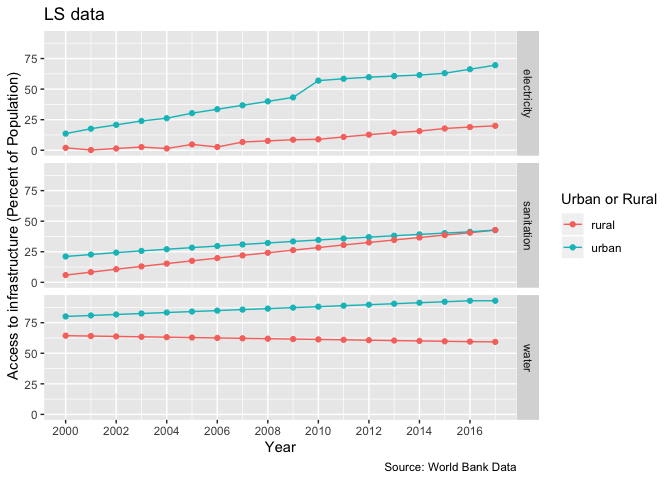 LS data
Access to infrastructure (Percent of Population)
75
50
25
0
electricity
75
50
25
0
sanitation
75
50
25
0
water
2000 2002 2004 2006 2008 2010 2012 2014 2016
Year
Urban or Rural
rural
urban
Source: World Bank Data